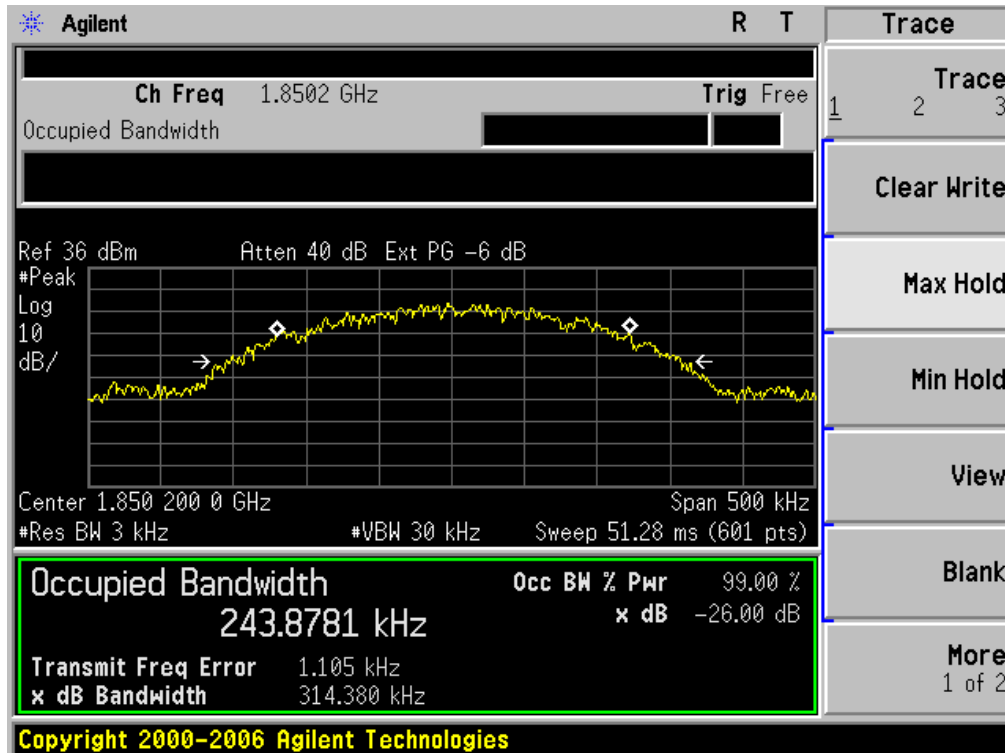 Agilent R T
Ch Freq 1.8502 GHz Trig Free
Occupied Bandwidth
Ref 36 dBm Atten 40 dB Ext PG -6 dB
#Peak
Log
10
dB/
Center 1.850 200 0 GHz Span 500 kHz
#Res BW 3 kHz #VBW 30 kHz Sweep 51.28 ms (601 pts)
Occupied Bandwidth
243.8781 kHz
Occ BW % Pwr 99.00 %
x dB -26.00 dB
Transmit Freq Error 1.105 kHz
x dB Bandwidth 314.380 kHz
Copyright 2000-2006 Agilent Technologies
Trace
Trace
1 2 3
Clear Write
Max Hold
Min Hold
View
Blank
More
1 of 2